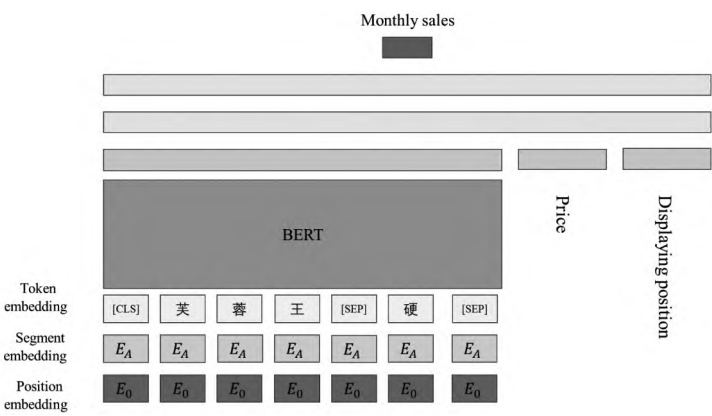 Monthly sales
BERT
Price
Displaying position
Token
embedding
[CLS] 芙 蓉 王 [SEP] 硬 [SEP]
Segment
embedding
E_A E_A E_A E_A E_A E_A E_A
Position
embedding
E_0 E_0 E_0 E_0 E_0 E_0 E_0